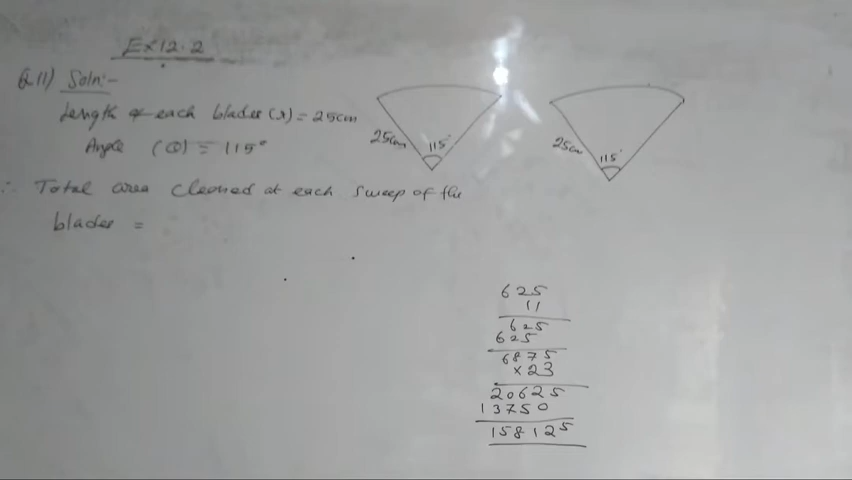 Ex 12.2
Q.11) Soln:-
Length of each blades (r) = 25cm
Angle (θ) = 115°
∴ Total area cleaned at each sweep of the
blades =
25cm
115°
25cm
115°
625
11
625
625
6875
×23
20625
13750
158125